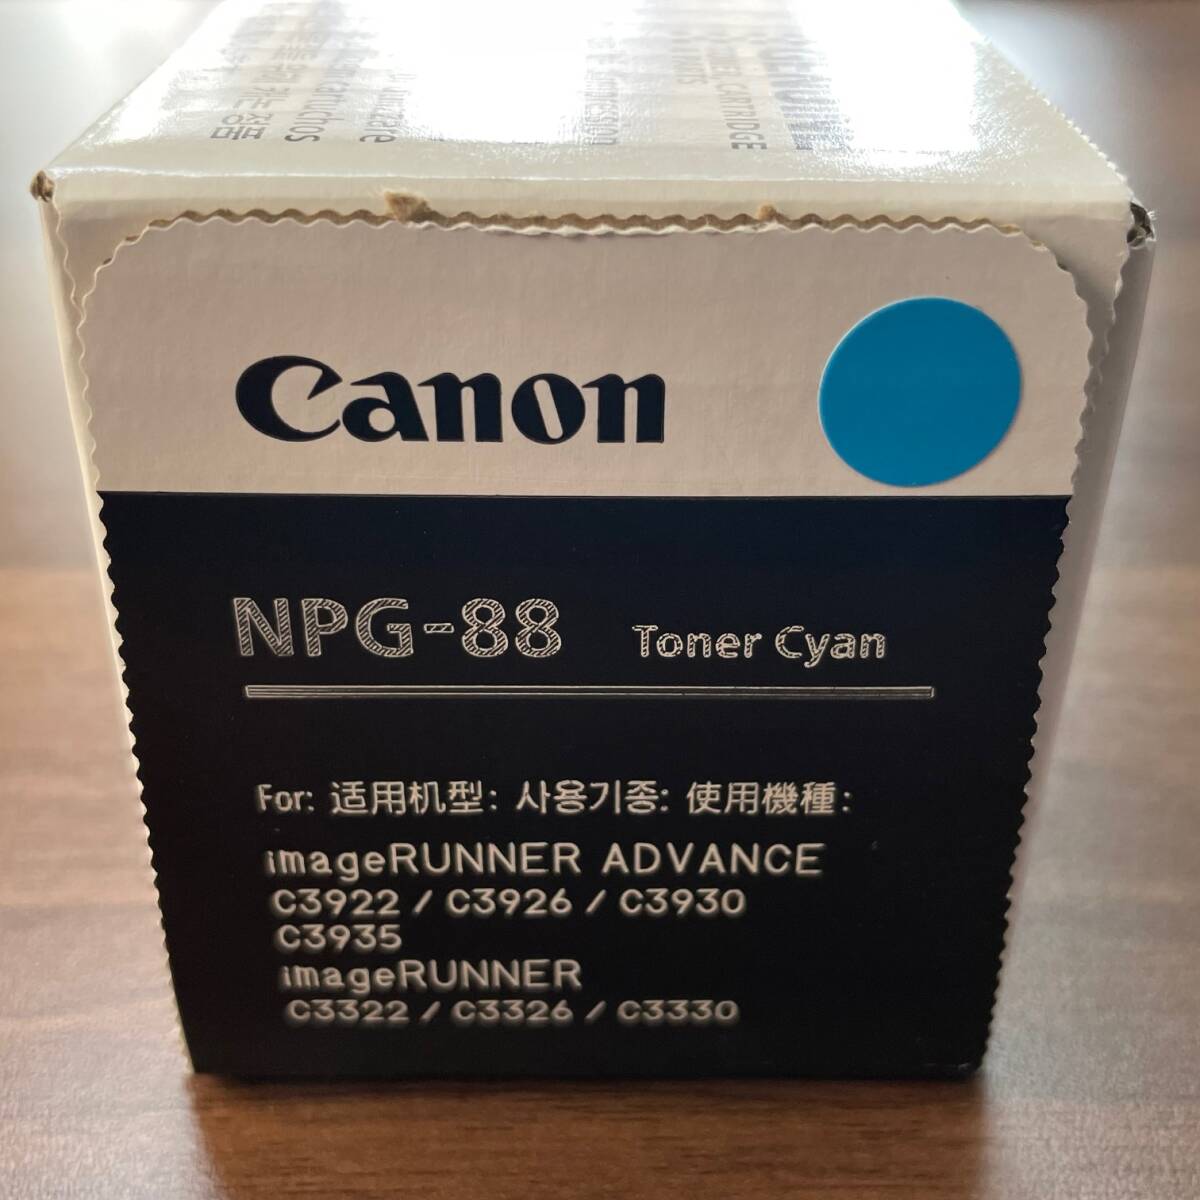 CARTRIDGE
Canon
NPG-88 Toner Cyan
For: 适用机型: 사용기종: 使用機種:
imageRUNNER ADVANCE
C3922 / C3926 / C3930
C3935
imageRUNNER
C3322 / C3326 / C3330